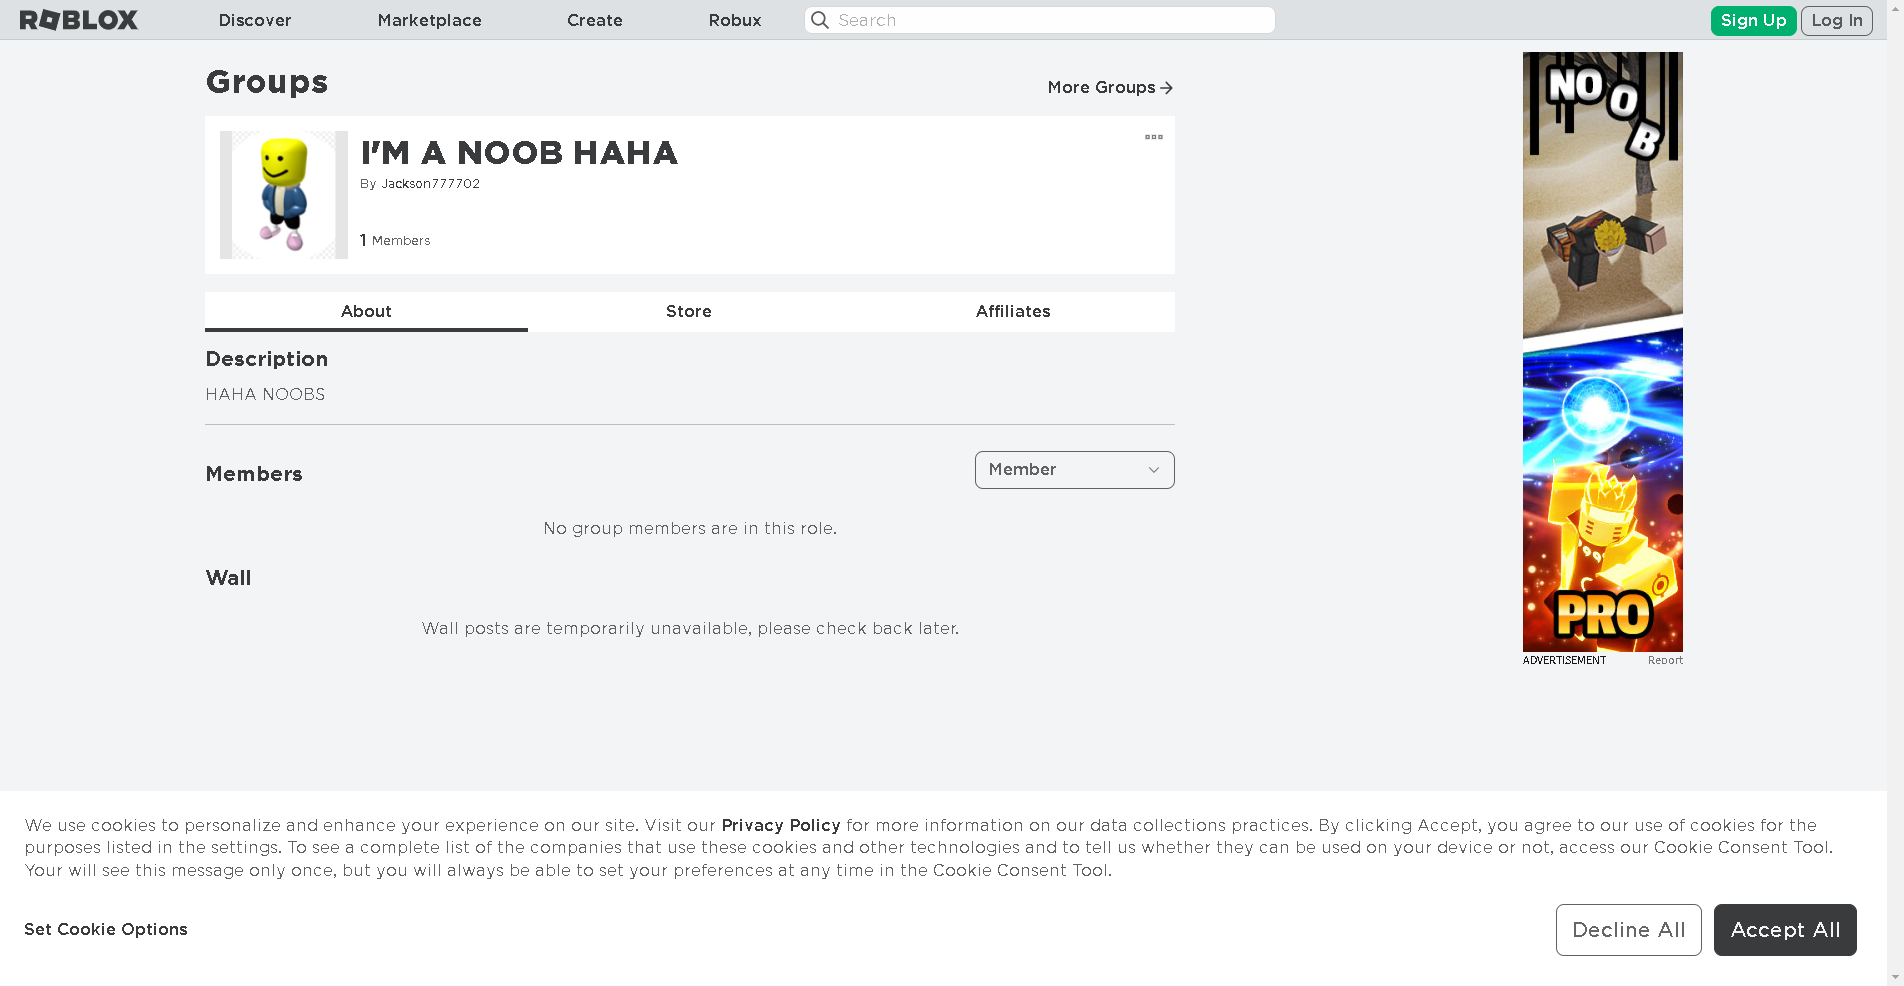 ROBLOX
Discover
Marketplace
Create
Robux
Search
Sign Up
Log In
Groups
More Groups
I'M A NOOB HAHA
By Jackson777702
1 Members
About
Store
Affiliates
Description
HAHA NOOBS
Members
Member
No group members are in this role.
Wall
Wall posts are temporarily unavailable, please check back later.
NOOB
PRO
ADVERTISEMENT
Report
We use cookies to personalize and enhance your experience on our site. Visit our Privacy Policy for more information on our data collections practices. By clicking Accept, you agree to our use of cookies for the
purposes listed in the settings. To see a complete list of the companies that use these cookies and other technologies and to tell us whether they can be used on your device or not, access our Cookie Consent Tool.
Your will see this message only once, but you will always be able to set your preferences at any time in the Cookie Consent Tool.
Set Cookie Options
Decline All
Accept All